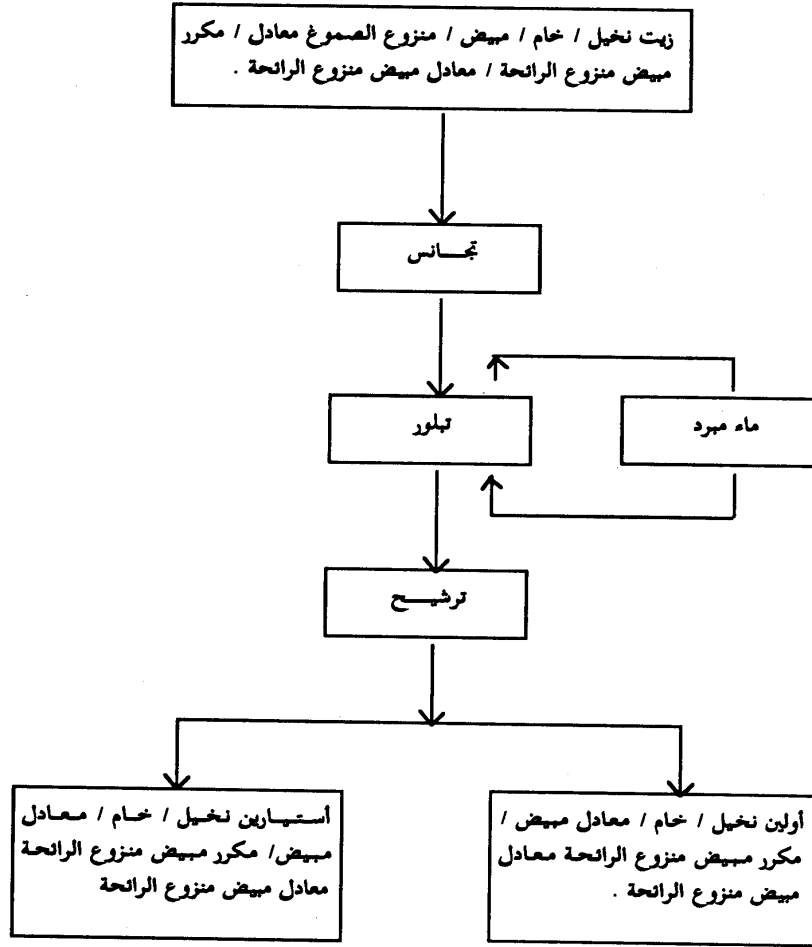 زيت نخيل / خام / مبيض / منزوع الصموغ معادل / مكرر
مبيض منزوع الرائحة / معادل مبيض منزوع الرائحة .
تجـــانس
تبلور
ماء مبرد
ترشيـــح
أولين نخيل / خام / معادل مبيض /
مكرر مبيض منزوع الرائحة معادل
مبيض منزوع الرائحة .
أستيارين نخيل / خام / معادل
مبيض/ مكرر مبيض منزوع الرائحة
معادل مبيض منزوع الرائحة